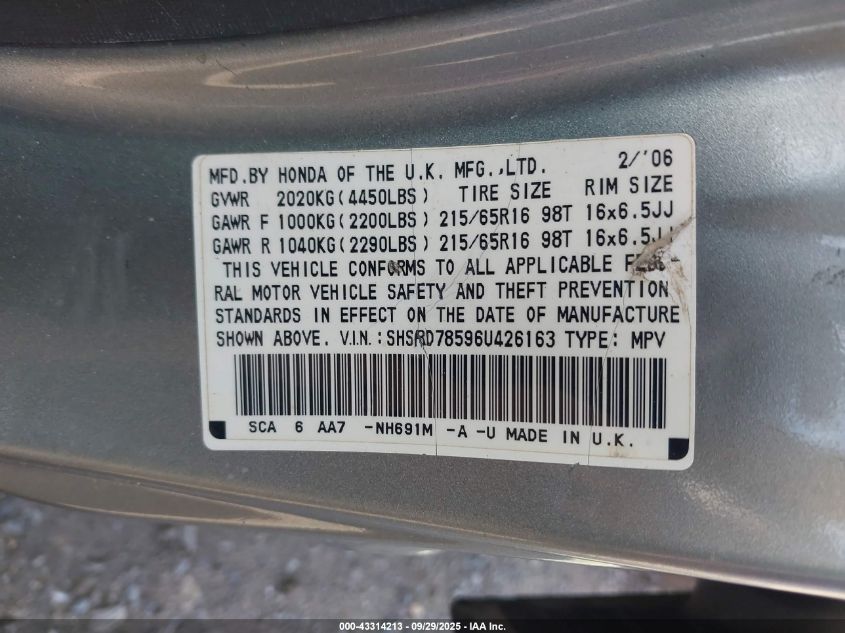 MFD.BY HONDA OF THE U.K. MFG.,LTD. 2/'06
GVWR 2020KG(4450LBS) TIRE SIZE RIM SIZE
GAWR F 1000KG(2200LBS) 215/65R16 98T 16x6.5JJ
GAWR R 1040KG(2290LBS) 215/65R16 98T 16x6.5JJ
THIS VEHICLE CONFORMS TO ALL APPLICABLE
RAL MOTOR VEHICLE SAFETY AND THEFT PREVENTION
STANDARDS IN EFFECT ON THE DATE OF MANUFACTURE
SHOWN ABOVE. V.I.N.:SHSRD78596U426163 TYPE: MPV
SCA 6 AA7 -NH691M -A -U MADE IN U.K.
000-43314213 - 09/29/2025 - IAA Inc.